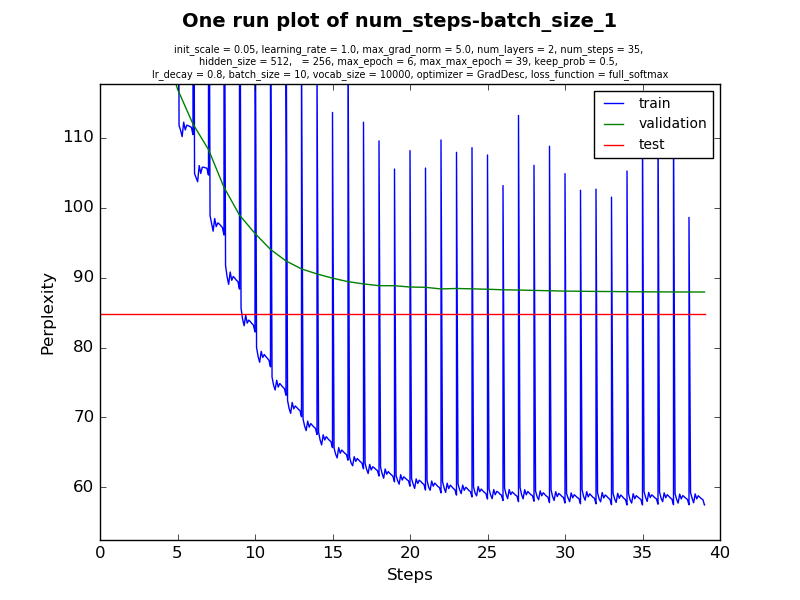 One run plot of num_steps-batch_size_1
init_scale = 0.05, learning_rate = 1.0, max_grad_norm = 5.0, num_layers = 2, num_steps = 35,
hidden_size = 512,   = 256, max_epoch = 6, max_max_epoch = 39, keep_prob = 0.5,
lr_decay = 0.8, batch_size = 10, vocab_size = 10000, optimizer = GradDesc, loss_function = full_softmax
train
validation
test
110
100
90
80
70
60
Perplexity
0 5 10 15 20 25 30 35 40
Steps